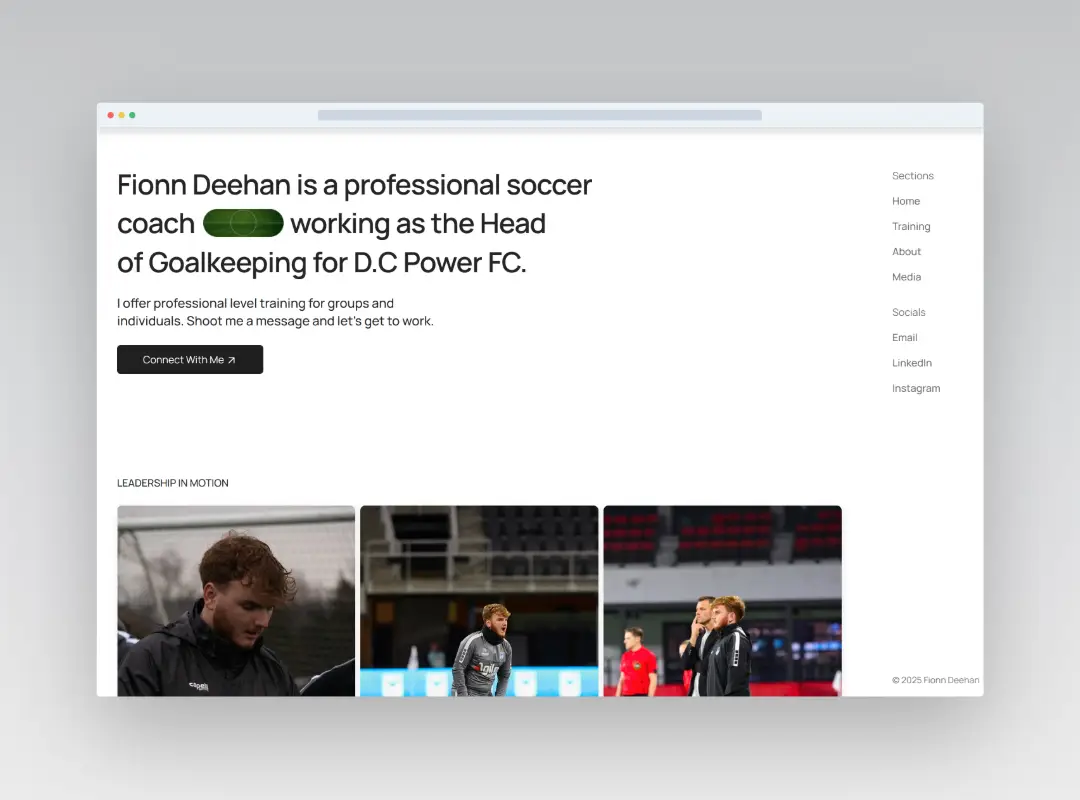 Fionn Deehan is a professional soccer
coach working as the Head
of Goalkeeping for D.C Power FC.
I offer professional level training for groups and
individuals. Shoot me a message and let's get to work.
Connect With Me ↗
Sections
Home
Training
About
Media
Socials
Email
LinkedIn
Instagram
LEADERSHIP IN MOTION
© 2025 Fionn Deehan